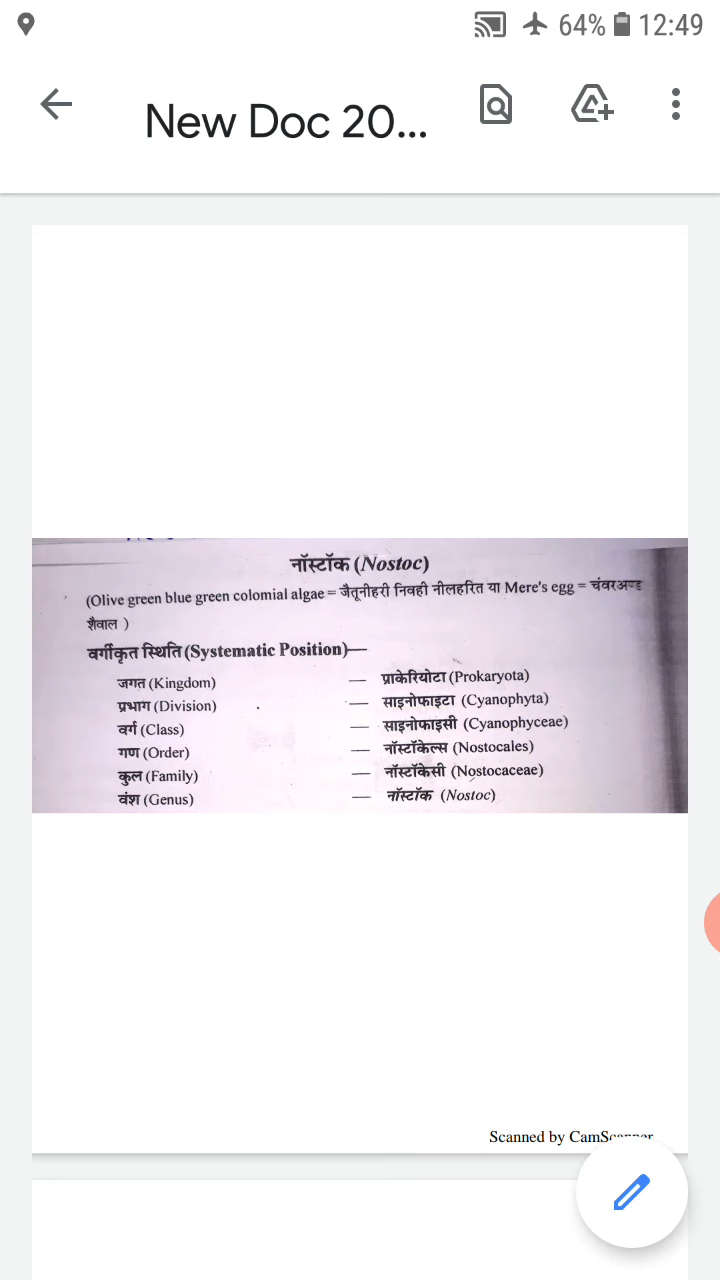 64% 12:49
New Doc 20...
नॉस्टॉक (Nostoc)
(Olive green blue green colomial algae = जैतूनीहरी निवही नीलहरित या Mere's egg = चंवरअण्ड
शैवाल )
वर्गीकृत स्थिति (Systematic Position)—
जगत (Kingdom) — प्राकेरियोटा (Prokaryota)
प्रभाग (Division) — साइनोफाइटा (Cyanophyta)
वर्ग (Class) — साइनोफाइसी (Cyanophyceae)
गण (Order) — नॉस्टॉकेल्स (Nostocales)
कुल (Family) — नॉस्टॉकेसी (Nostocaceae)
वंश (Genus) — नॉस्टॉक (Nostoc)
Scanned by CamScanner